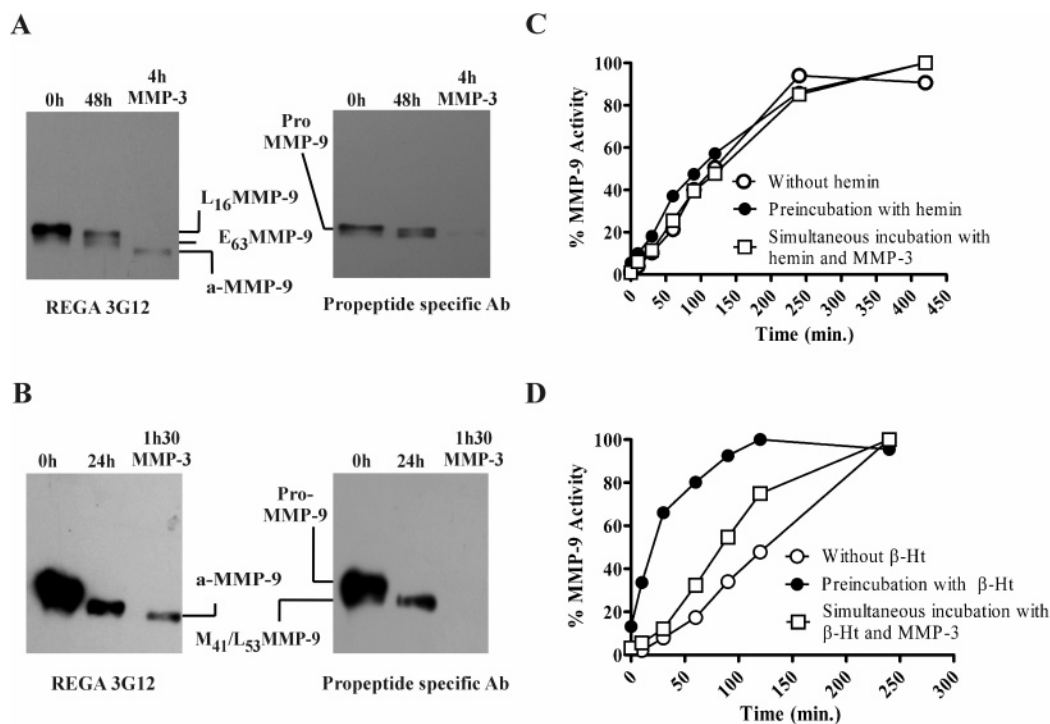 A
0h 48h 4h MMP-3
L16MMP-9
E63MMP-9
a-MMP-9
REGA 3G12
Pro MMP-9
0h 48h 4h MMP-3
Propeptide specific Ab
B
0h 24h 1h30 MMP-3
a-MMP-9
REGA 3G12
Pro-MMP-9
M41/L53MMP-9
0h 24h 1h30 MMP-3
Propeptide specific Ab
C
% MMP-9 Activity
100
80
60
40
20
0
Without hemin
Preincubation with hemin
Simultaneous incubation with
hemin and MMP-3
0 50 100 150 200 250 300 350 400 450
Time (min.)
D
% MMP-9 Activity
100
80
60
40
20
0
Without β-Ht
Preincubation with β-Ht
Simultaneous incubation with
β-Ht and MMP-3
0 50 100 150 200 250 300
Time (min.)